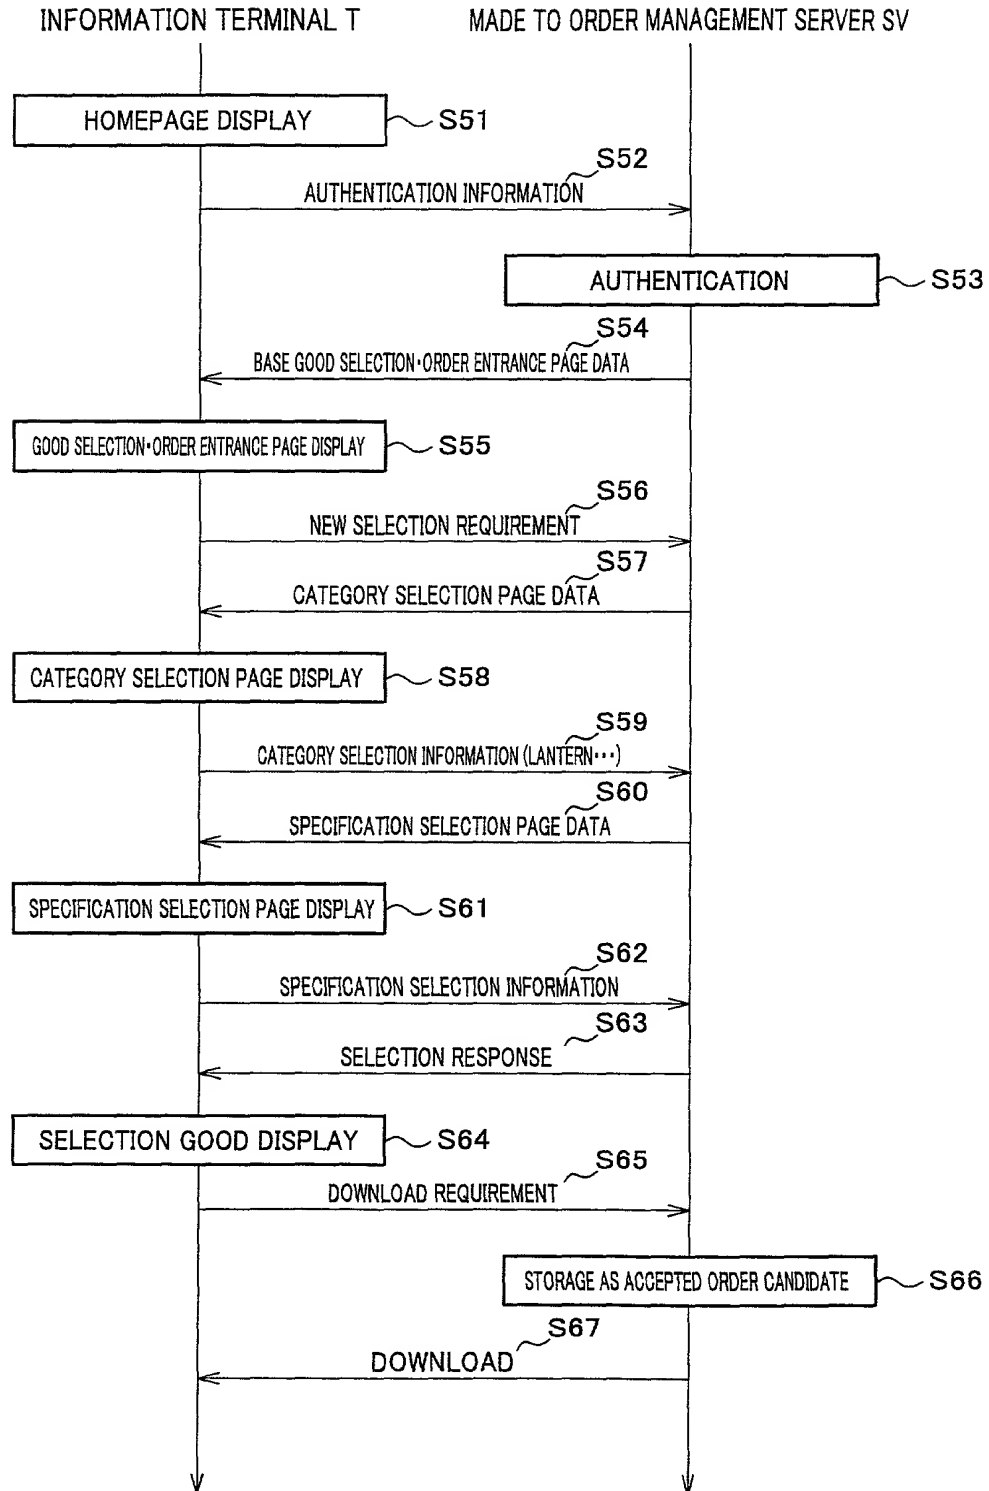 INFORMATION TERMINAL T
MADE TO ORDER MANAGEMENT SERVER SV
HOMEPAGE DISPLAY
S51
S52
AUTHENTICATION INFORMATION
AUTHENTICATION
S53
S54
BASE GOOD SELECTION·ORDER ENTRANCE PAGE DATA
GOOD SELECTION·ORDER ENTRANCE PAGE DISPLAY
S55
S56
NEW SELECTION REQUIREMENT
S57
CATEGORY SELECTION PAGE DATA
CATEGORY SELECTION PAGE DISPLAY
S58
S59
CATEGORY SELECTION INFORMATION (LANTERN···)
S60
SPECIFICATION SELECTION PAGE DATA
SPECIFICATION SELECTION PAGE DISPLAY
S61
S62
SPECIFICATION SELECTION INFORMATION
S63
SELECTION RESPONSE
SELECTION GOOD DISPLAY
S64
S65
DOWNLOAD REQUIREMENT
STORAGE AS ACCEPTED ORDER CANDIDATE
S66
S67
DOWNLOAD